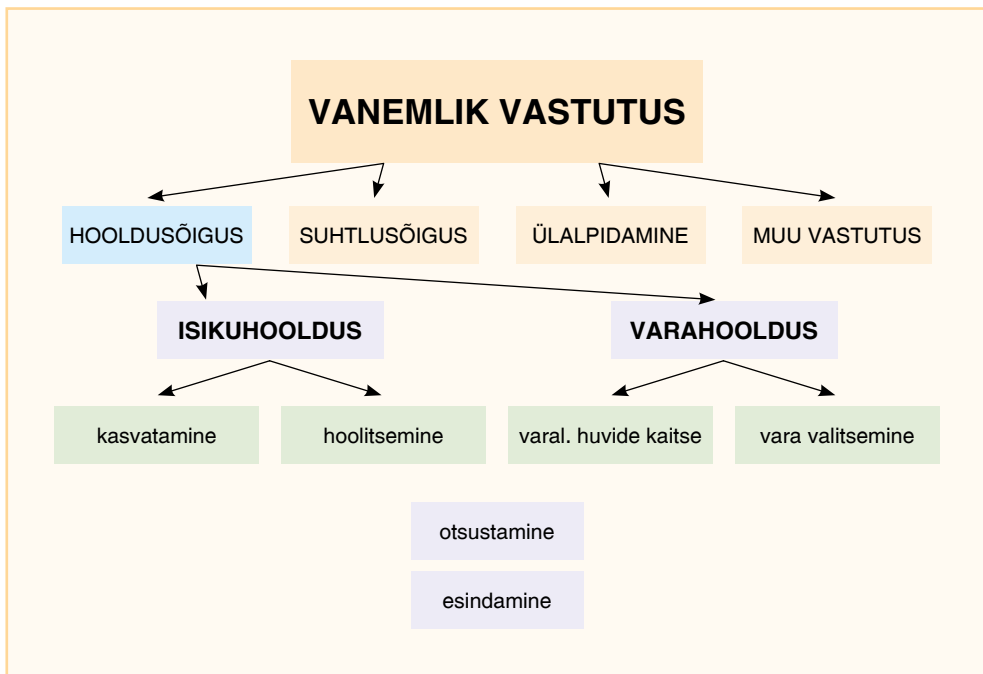 VANEMLIK VASTUTUS
HOOLDUSÕIGUS
SUHTLUSÕIGUS
ÜLALPIDAMINE
MUU VASTUTUS
ISIKUHOOLDUS
VARAHOOLDUS
kasvatamine
hoolitsemine
varal. huvide kaitse
vara valitsemine
otsustamine
esindamine